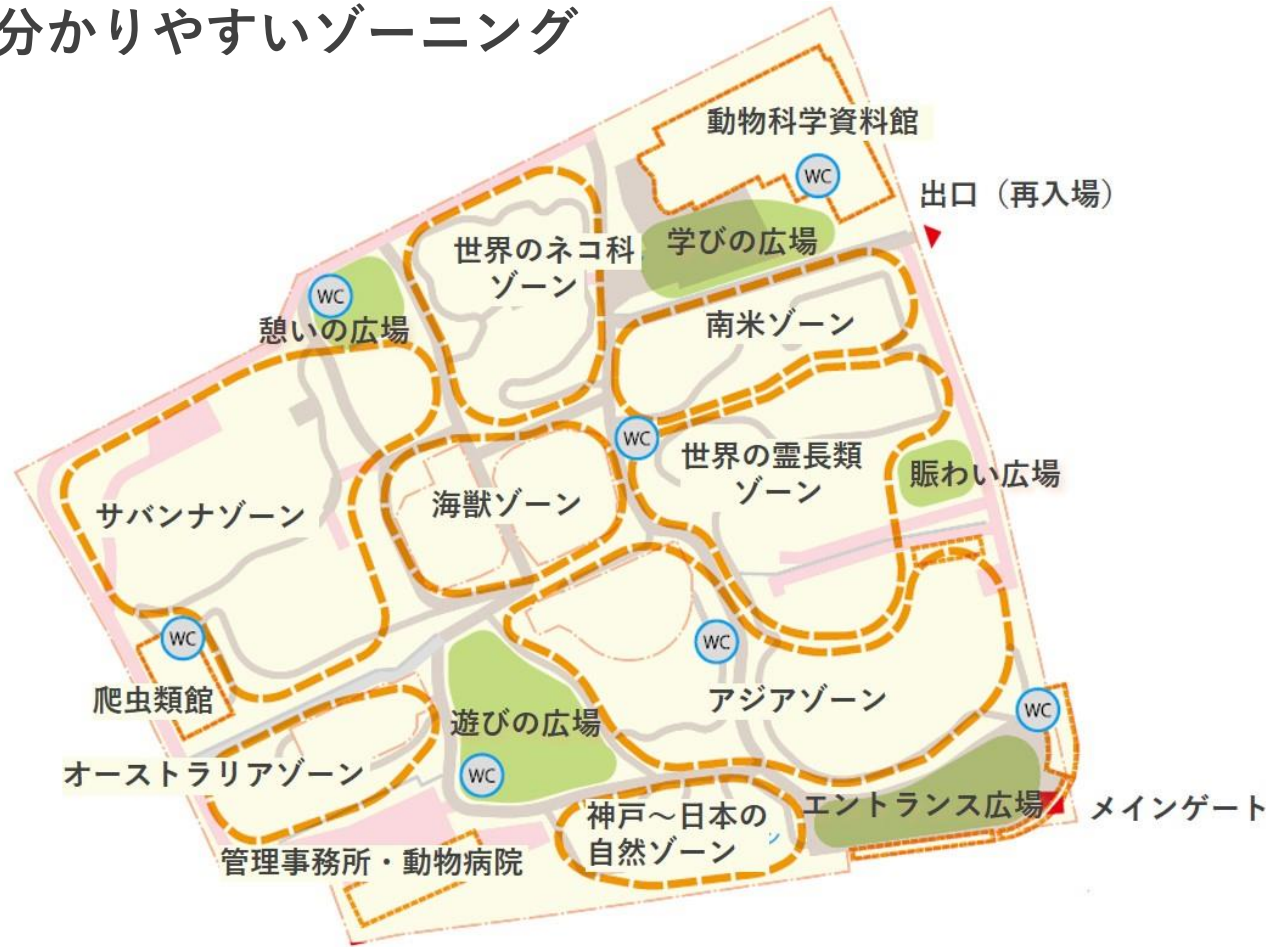 分かりやすいゾーニング
動物科学資料館
WC
出口（再入場）
学びの広場
世界のネコ科
ゾーン
WC
憩いの広場
南米ゾーン
WC
世界の霊長類
ゾーン
賑わい広場
海獣ゾーン
サバンナゾーン
WC
WC
爬虫類館
アジアゾーン
WC
遊びの広場
オーストラリアゾーン
WC
エントランス広場
メインゲート
神戸～日本の
自然ゾーン
管理事務所・動物病院